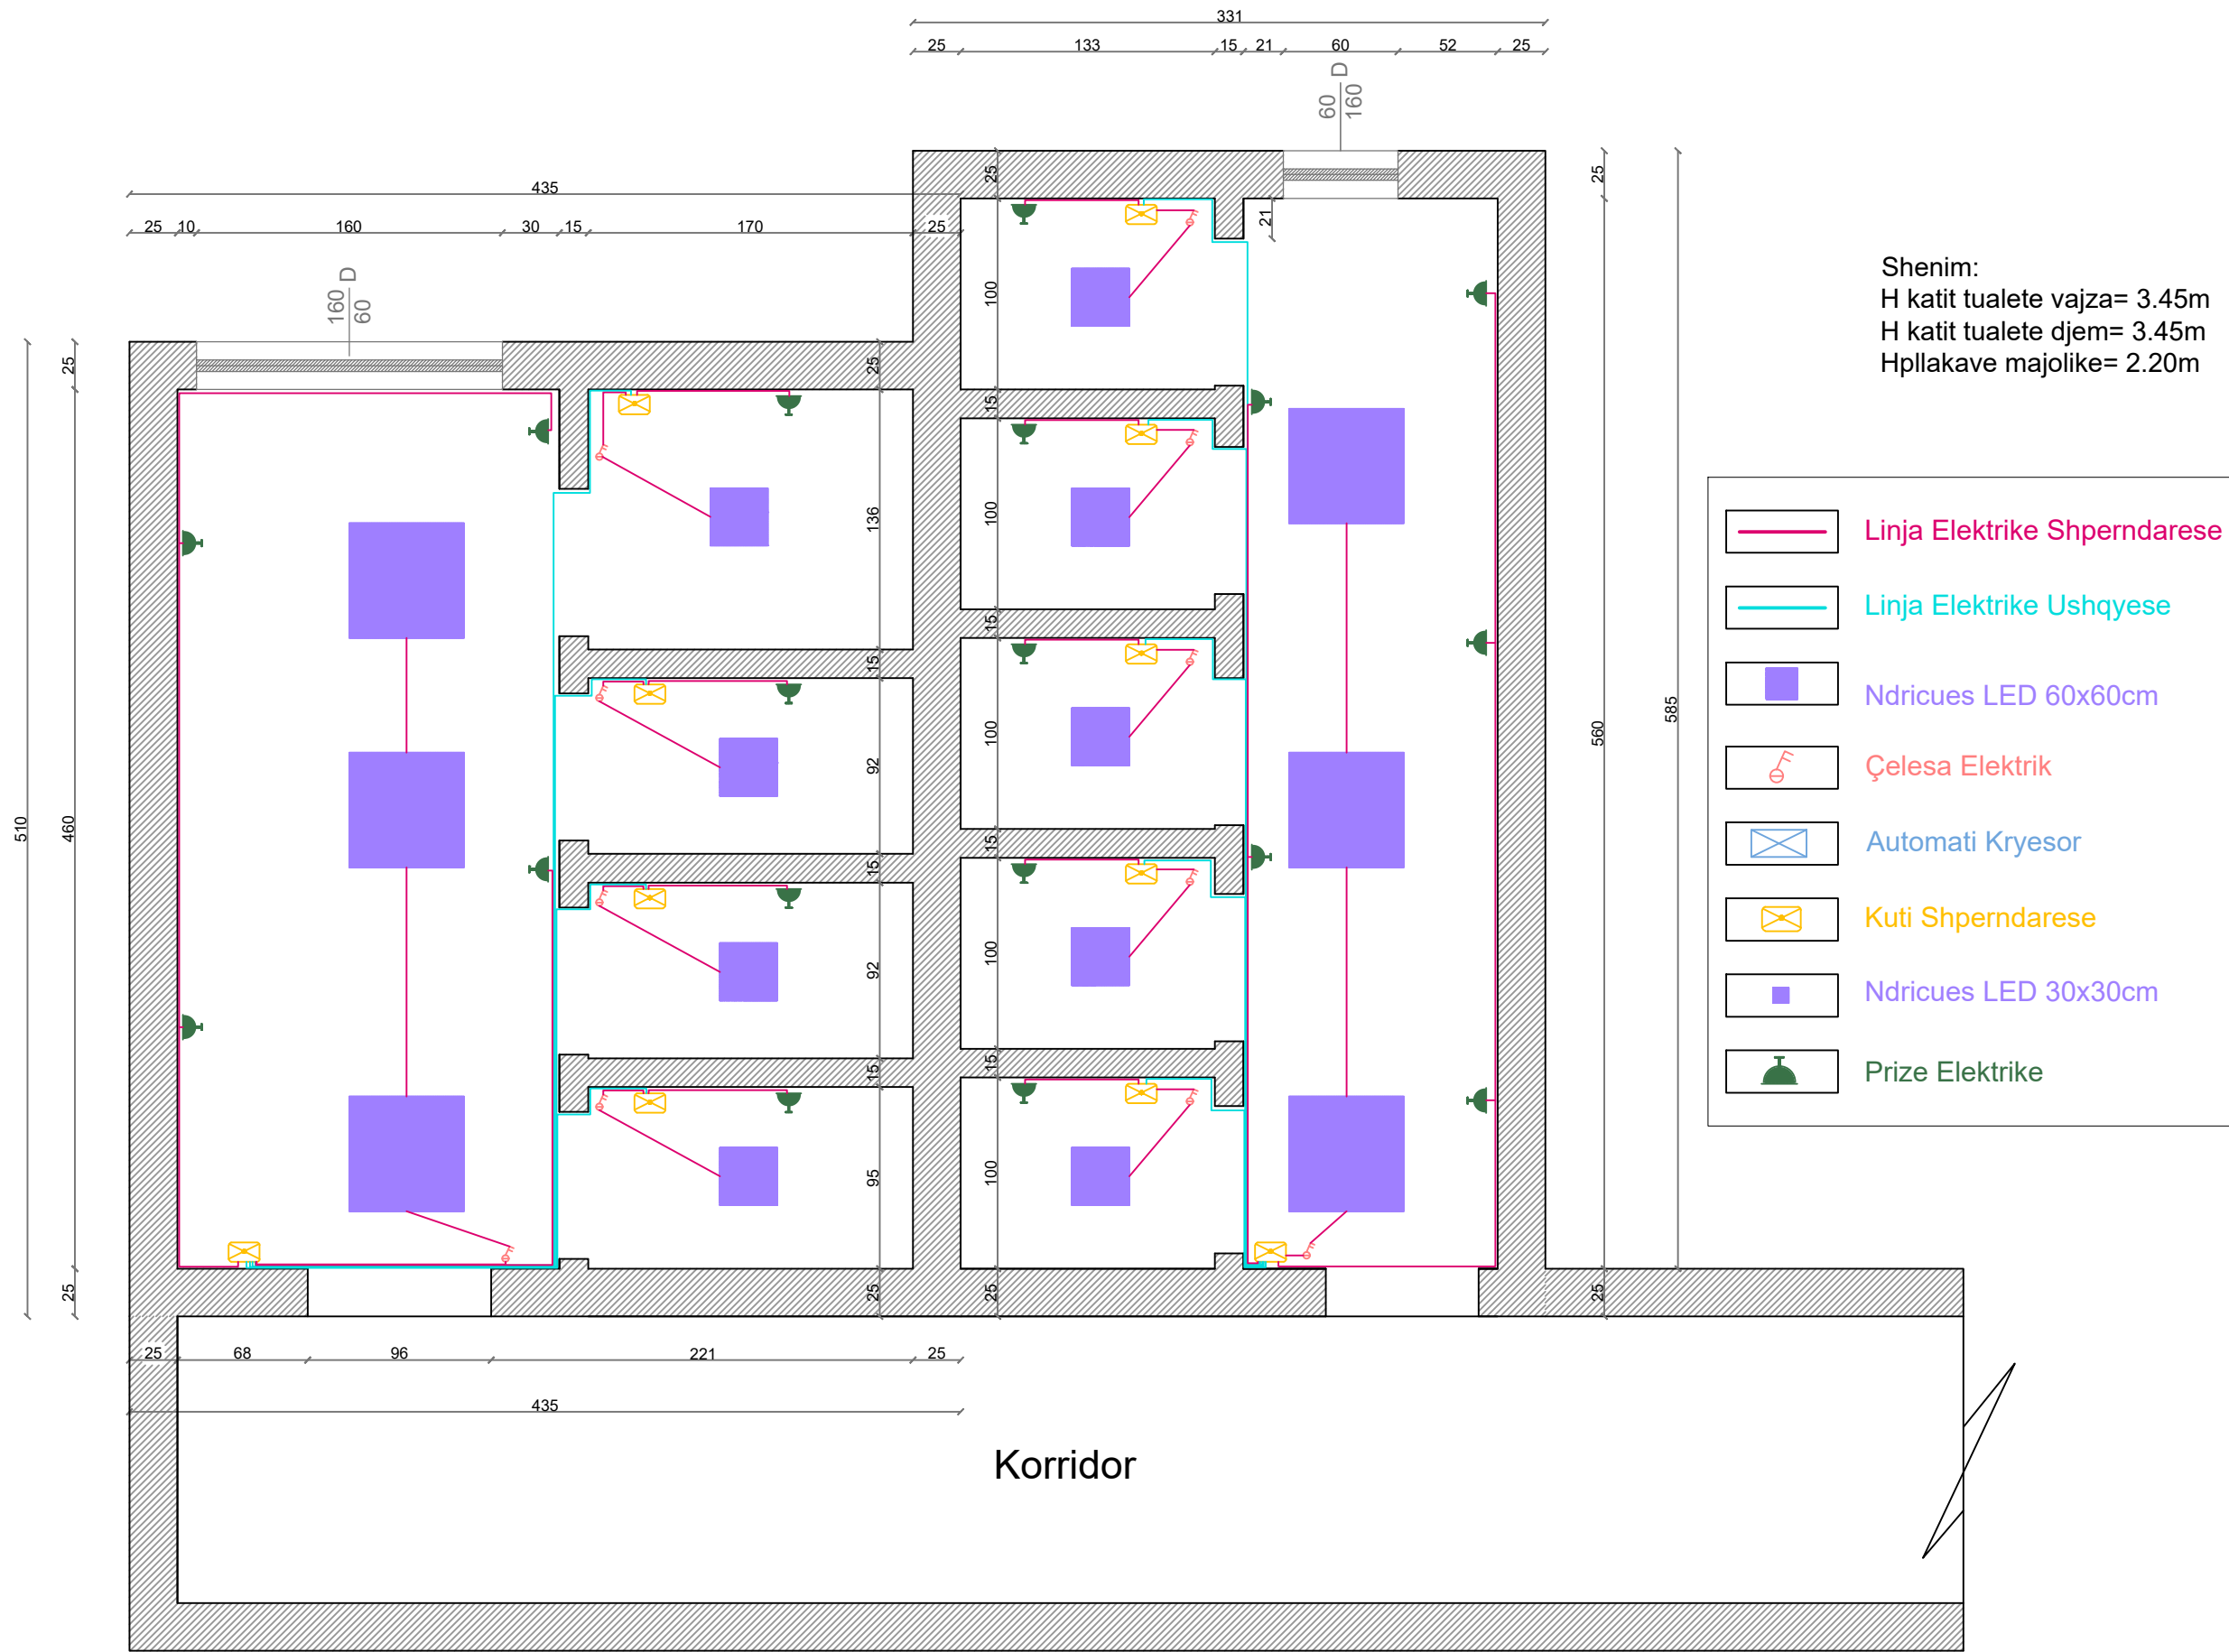 331
25 133 15 21 60 52 25
60 D
160
435
25 10 160 30 15 170 25
160 D
60
25
21
25
Shenim:
H katit tualete vajza= 3.45m
H katit tualete djem= 3.45m
Hpllakave majolike= 2.20m
25
25
100
15
136
100
Linja Elektrike Shperndarese
Linja Elektrike Ushqyese
15
15
Ndricues LED 60x60cm
585
560
100
92
Çelesa Elektrik
510
460
15
15
Automati Kryesor
Kuti Shperndarese
92
100
Ndricues LED 30x30cm
15
15
Prize Elektrike
95
100
25
25
25
25
25 68 96 221 25
435
Korridor